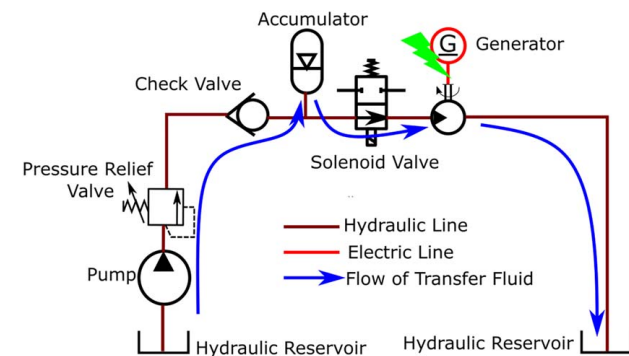 Accumulator
G
Generator
Check Valve
Solenoid Valve
Pressure Relief
Valve
Hydraulic Line
Electric Line
Flow of Transfer Fluid
Pump
Hydraulic Reservoir
Hydraulic Reservoir